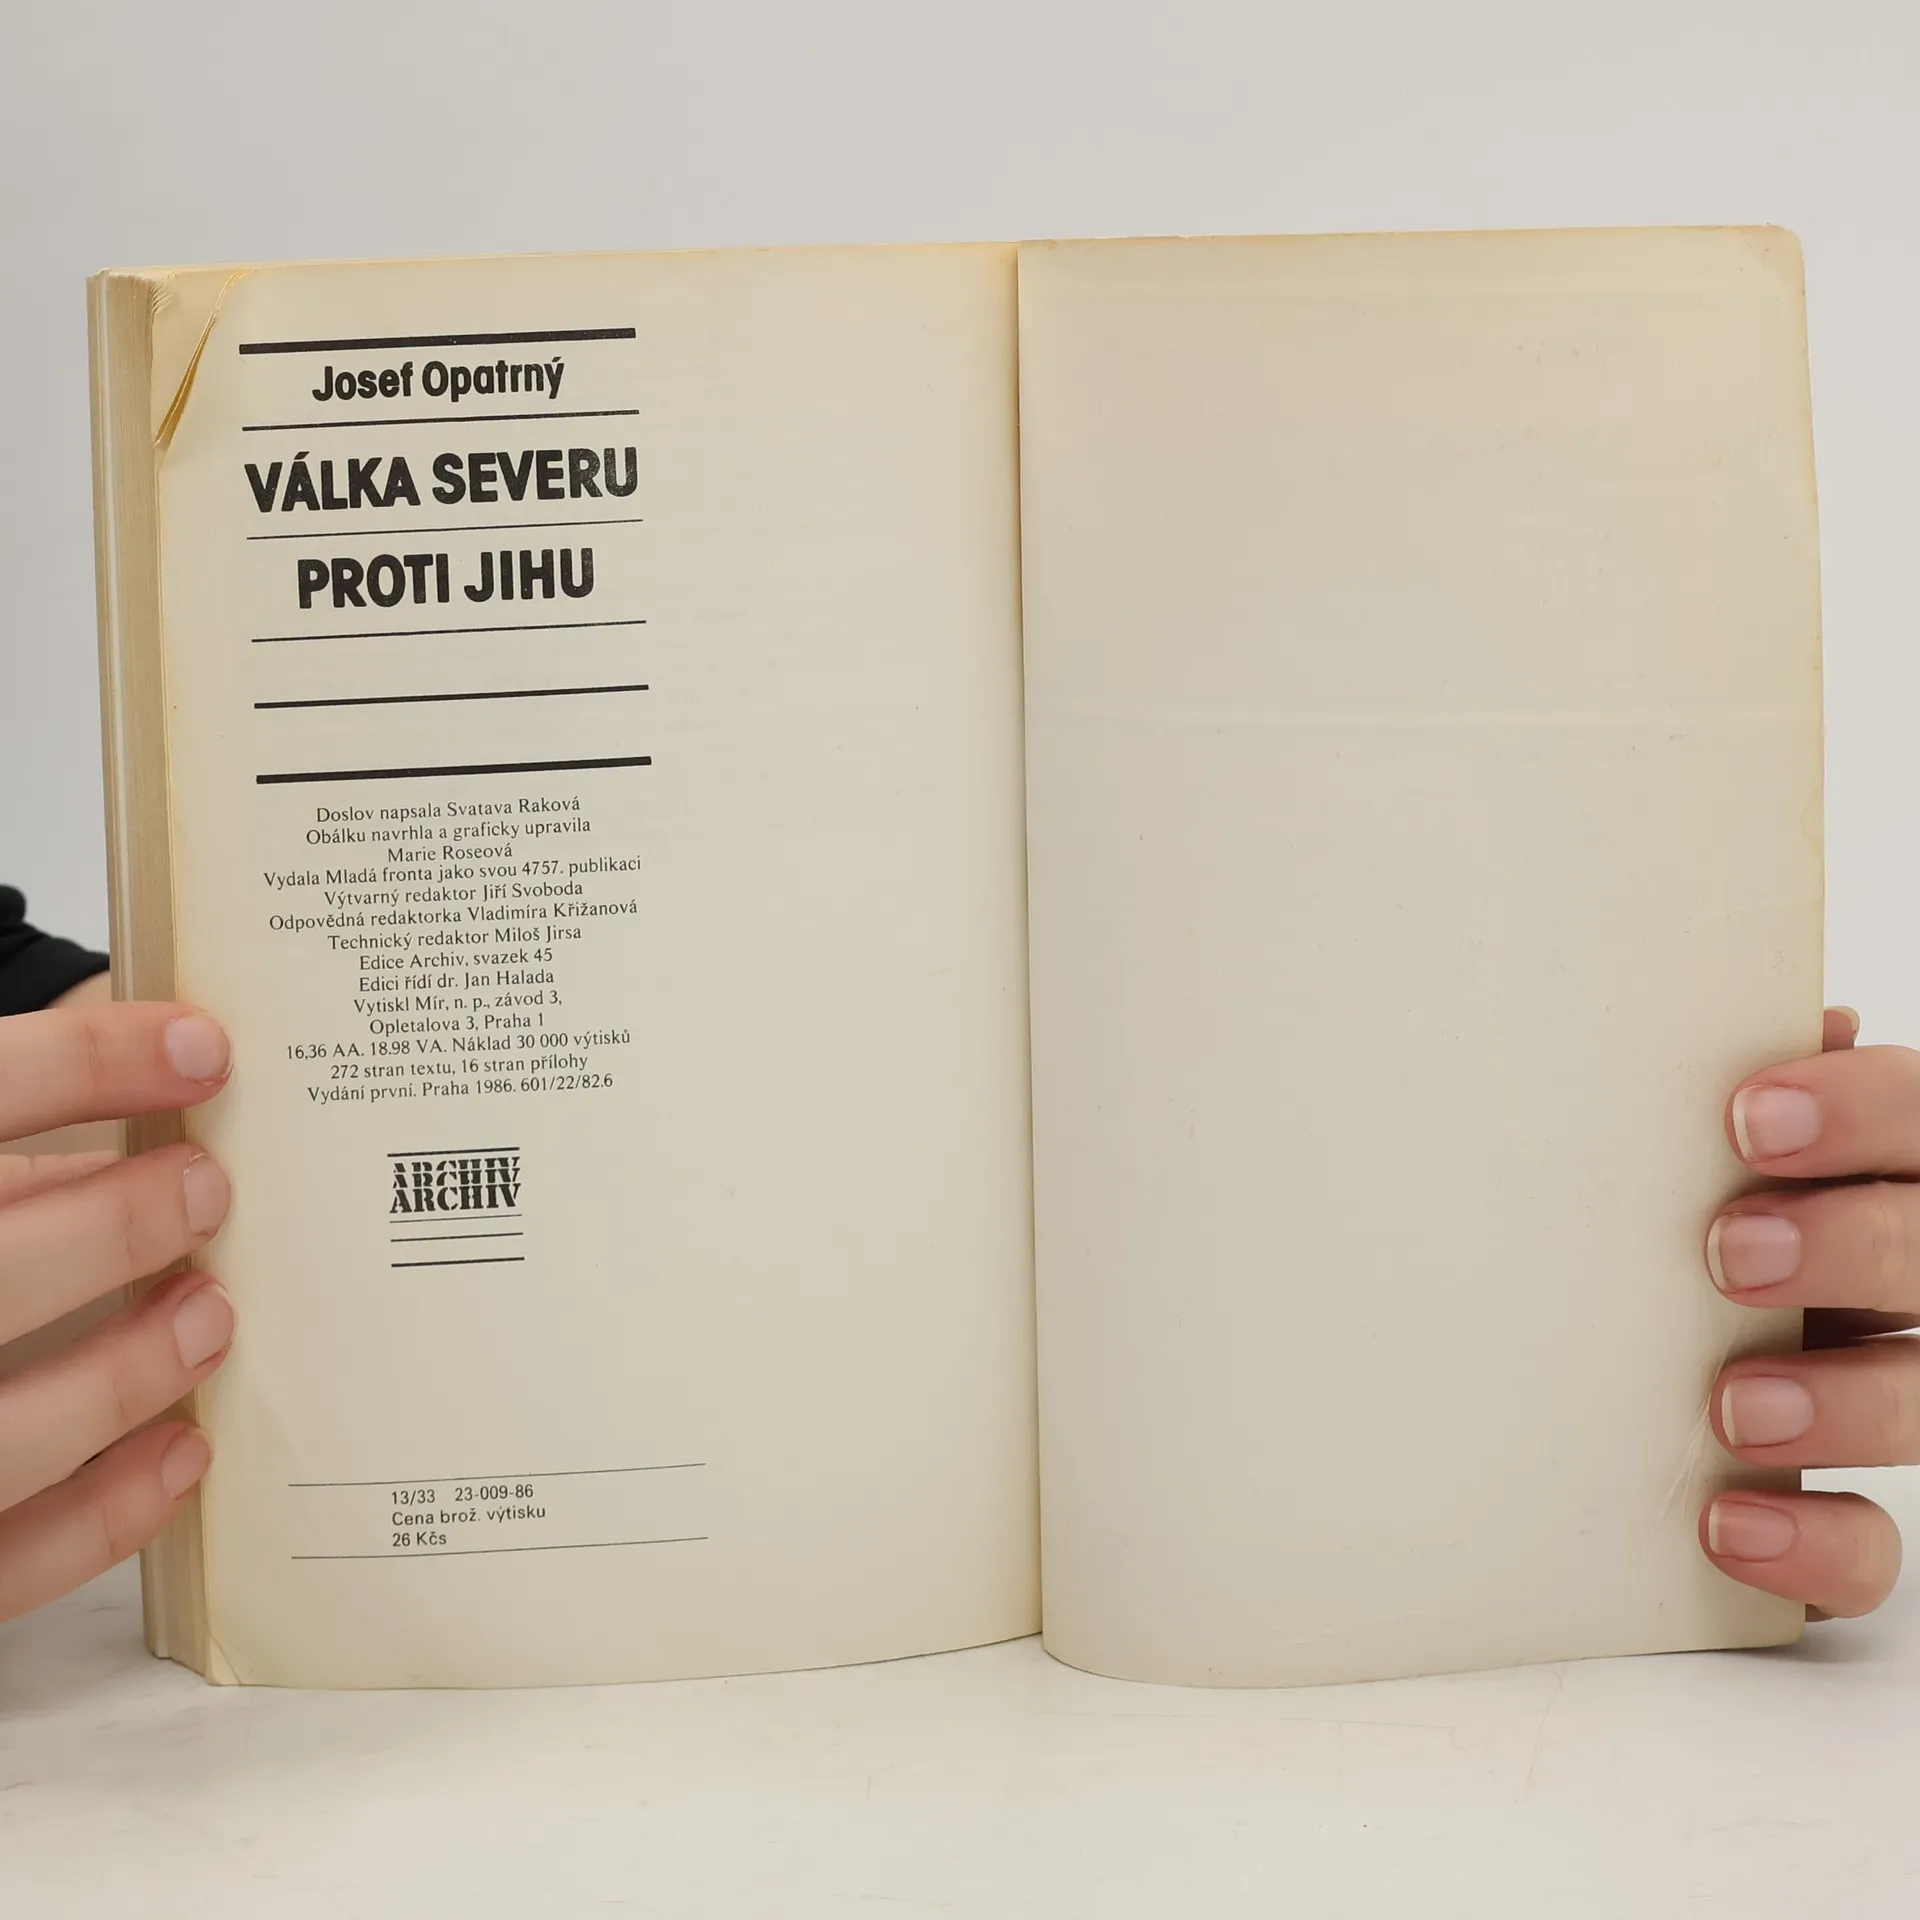 Josef Opatrný
VÁLKA SEVERU
PROTI JIHU
Doslov napsala Svatava Raková
Obálku navrhla a graficky upravila
Marie Roseová
Vydala Mladá fronta jako svou 4757. publikaci
Výtvarný redaktor Jiří Svoboda
Odpovědná redaktorka Vladimíra Křižanová
Technický redaktor Miloš Jirsa
Edice Archiv, svazek 45
Edici řídí dr. Jan Halada
Vytiskl Mír, n. p., závod 3,
Opletalova 3, Praha 1
16,36 AA. 18.98 VA. Náklad 30 000 výtisků
272 stran textu, 16 stran přílohy
Vydání první. Praha 1986. 601/22/82.6
ARCHIV
ARCHIV
ARCHIV
13/33 23-009-86
Cena brož. výtisku
26 Kčs